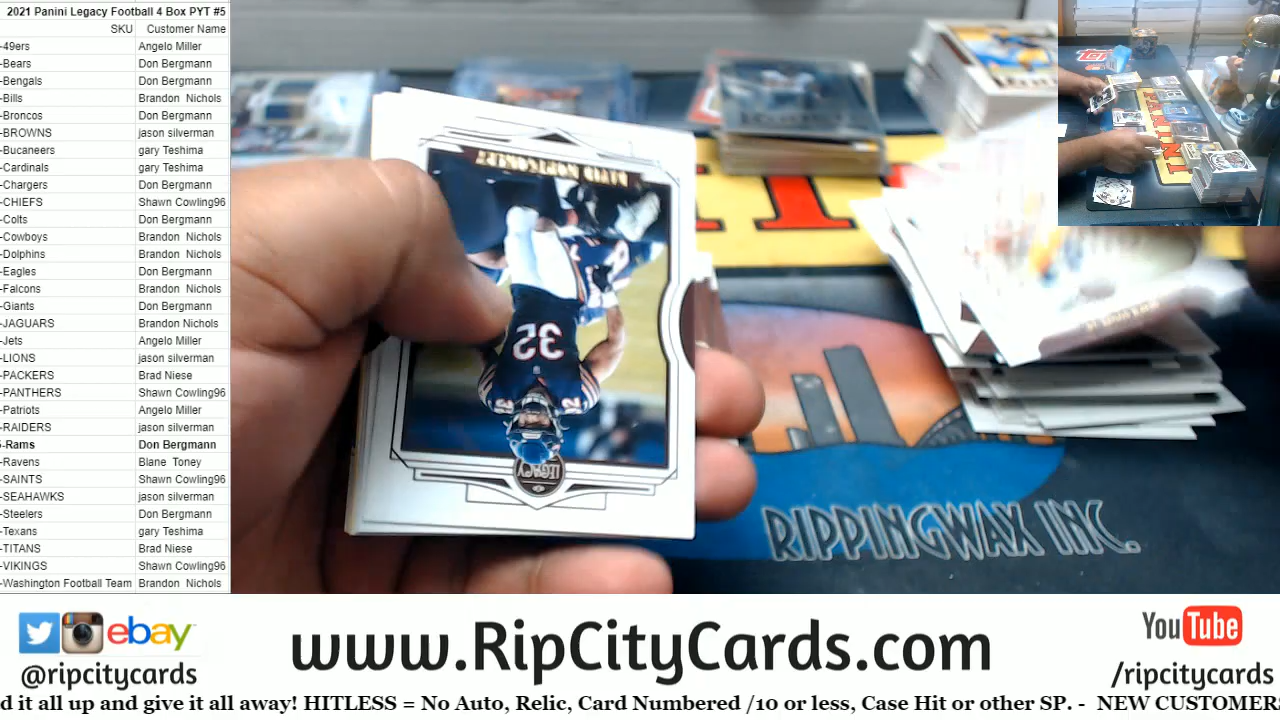 2021 Panini Legacy Football 4 Box PYT #5
SKU Customer Name
-49ers Angelo Miller
-Bears Don Bergmann
-Bengals Don Bergmann
-Bills Brandon Nichols
-Broncos Don Bergmann
-BROWNS jason silverman
-Bucaneers gary Teshima
-Cardinals gary Teshima
-Chargers Don Bergmann
-CHIEFS Shawn Cowling96
-Colts Don Bergmann
-Cowboys Brandon Nichols
-Dolphins Brandon Nichols
-Eagles Don Bergmann
-Falcons Brandon Nichols
-Giants Don Bergmann
-JAGUARS Brandon Nichols
-Jets Angelo Miller
-LIONS jason silverman
-PACKERS Brad Niese
-PANTHERS Shawn Cowling96
-Patriots Angelo Miller
-RAIDERS jason silverman
-Rams Don Bergmann
-Ravens Blane Toney
-SAINTS Shawn Cowling96
-SEAHAWKS jason silverman
-Steelers Don Bergmann
-Texans gary Teshima
-TITANS Brad Niese
-VIKINGS Shawn Cowling96
-Washington Football Team Brandon Nichols
DAVID MONTGOMERY
32
LEGACY
RIPPINGWAX INC.
PANINI
ebay
@ripcitycards
www.RipCityCards.com
YouTube
/ripcitycards
d it all up and give it all away! HITLESS = No Auto, Relic, Card Numbered /10 or less, Case Hit or other SP. - NEW CUSTOMER